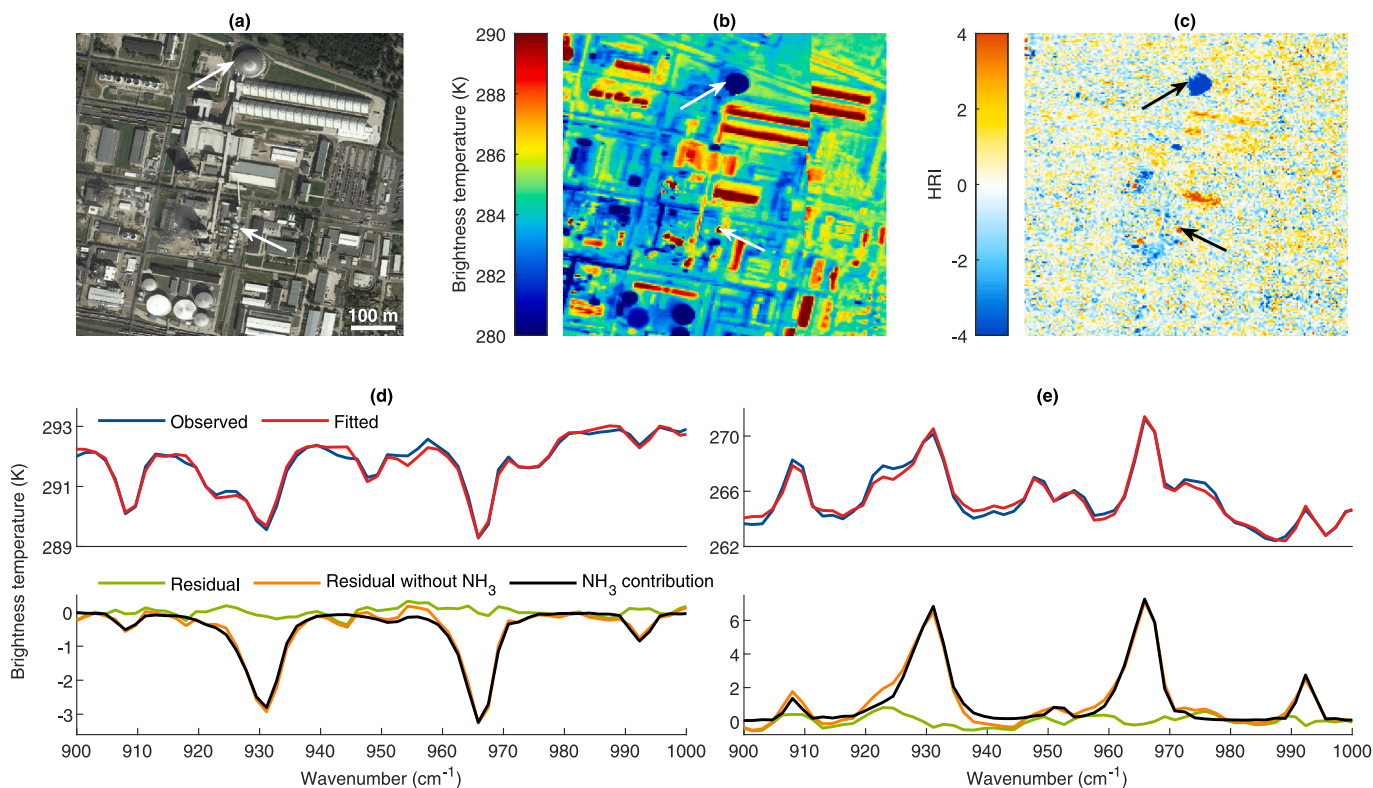 (a)
(b)
(c)
100 m
Brightness temperature (K)
290
288
286
284
282
280
HRI
4
2
0
-2
-4
(d)
(e)
Observed Fitted
Brightness temperature (K)
293
291
289
270
266
262
Residual Residual without NH3 NH3 contribution
0
-1
-2
-3
6
4
2
0
900 910 920 930 940 950 960 970 980 990 1000
900 910 920 930 940 950 960 970 980 990 1000
Wavenumber (cm-1)
Wavenumber (cm-1)